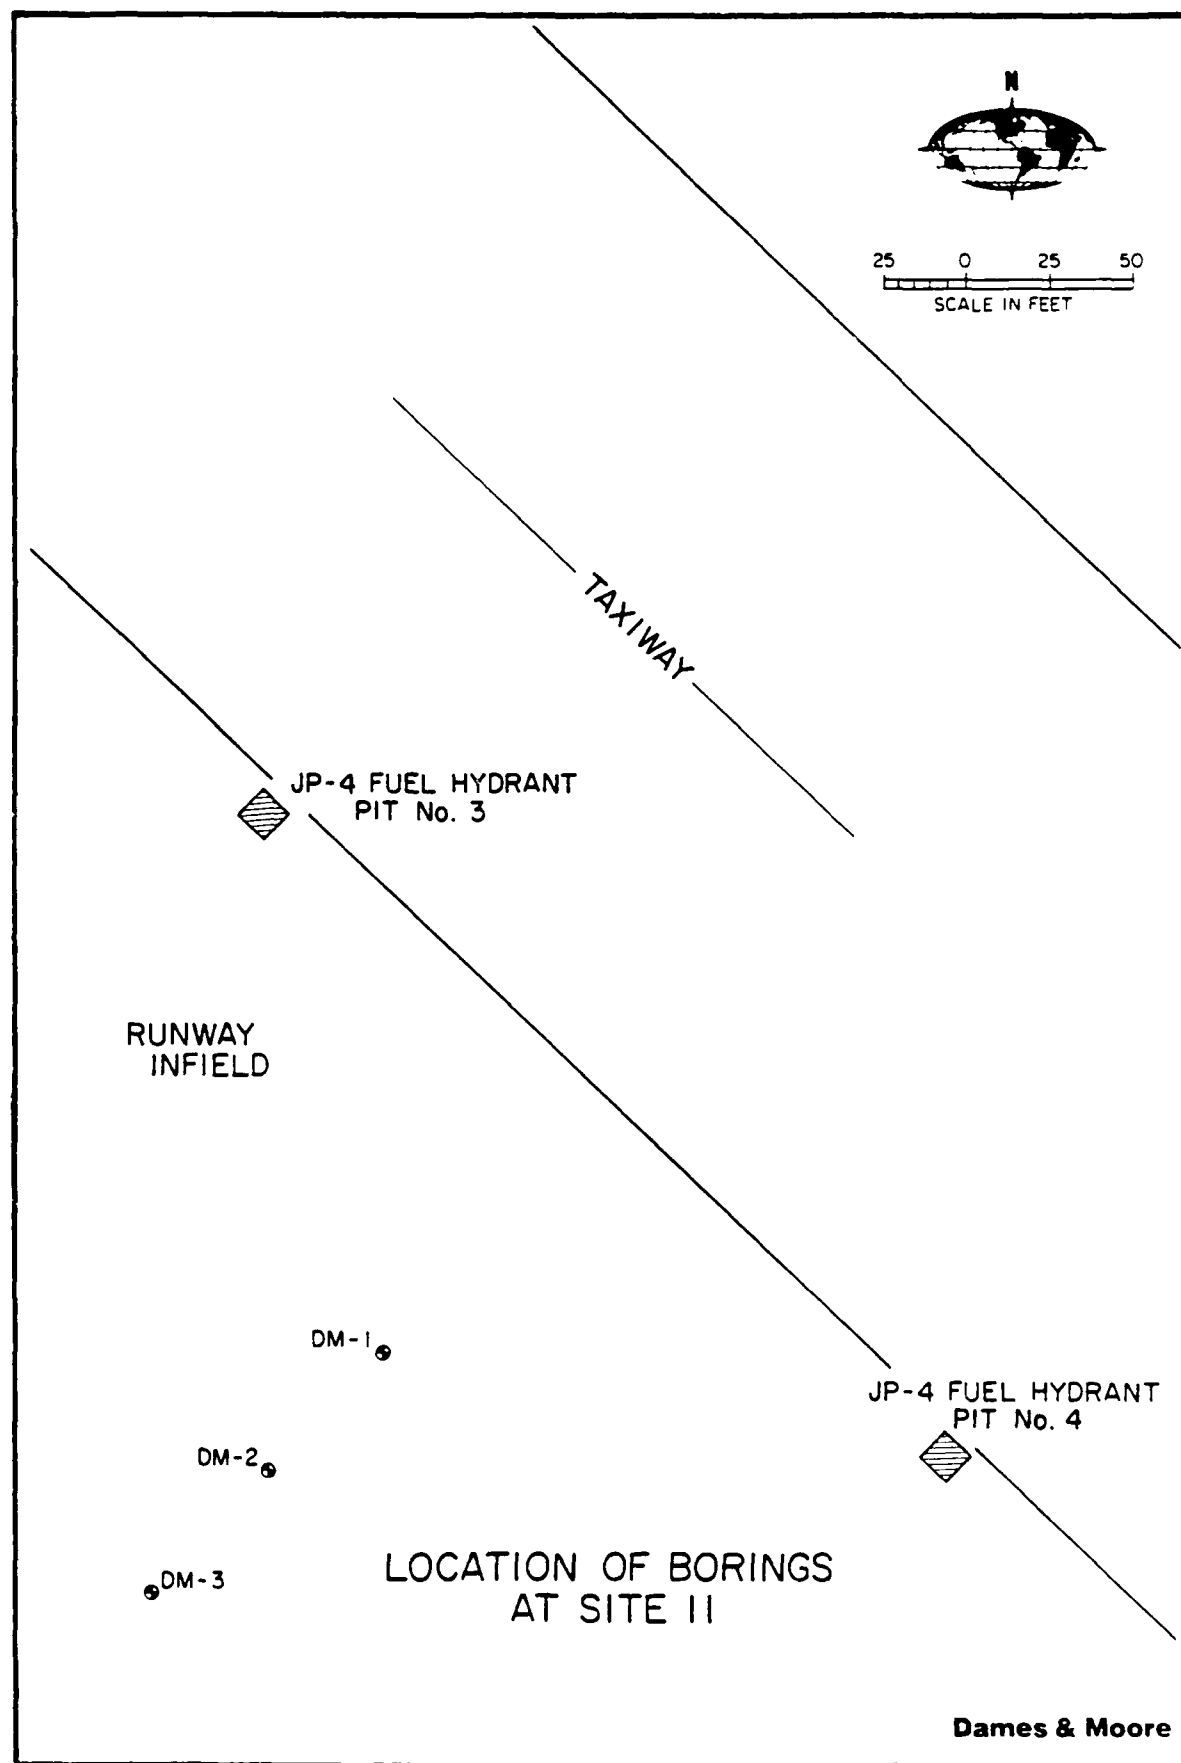 N
25 0 25 50
SCALE IN FEET
TAXIWAY
JP-4 FUEL HYDRANT
PIT No. 3
RUNWAY
INFIELD
DM-1
JP-4 FUEL HYDRANT
PIT No. 4
DM-2
DM-3
LOCATION OF BORINGS
AT SITE 11
Dames & Moore